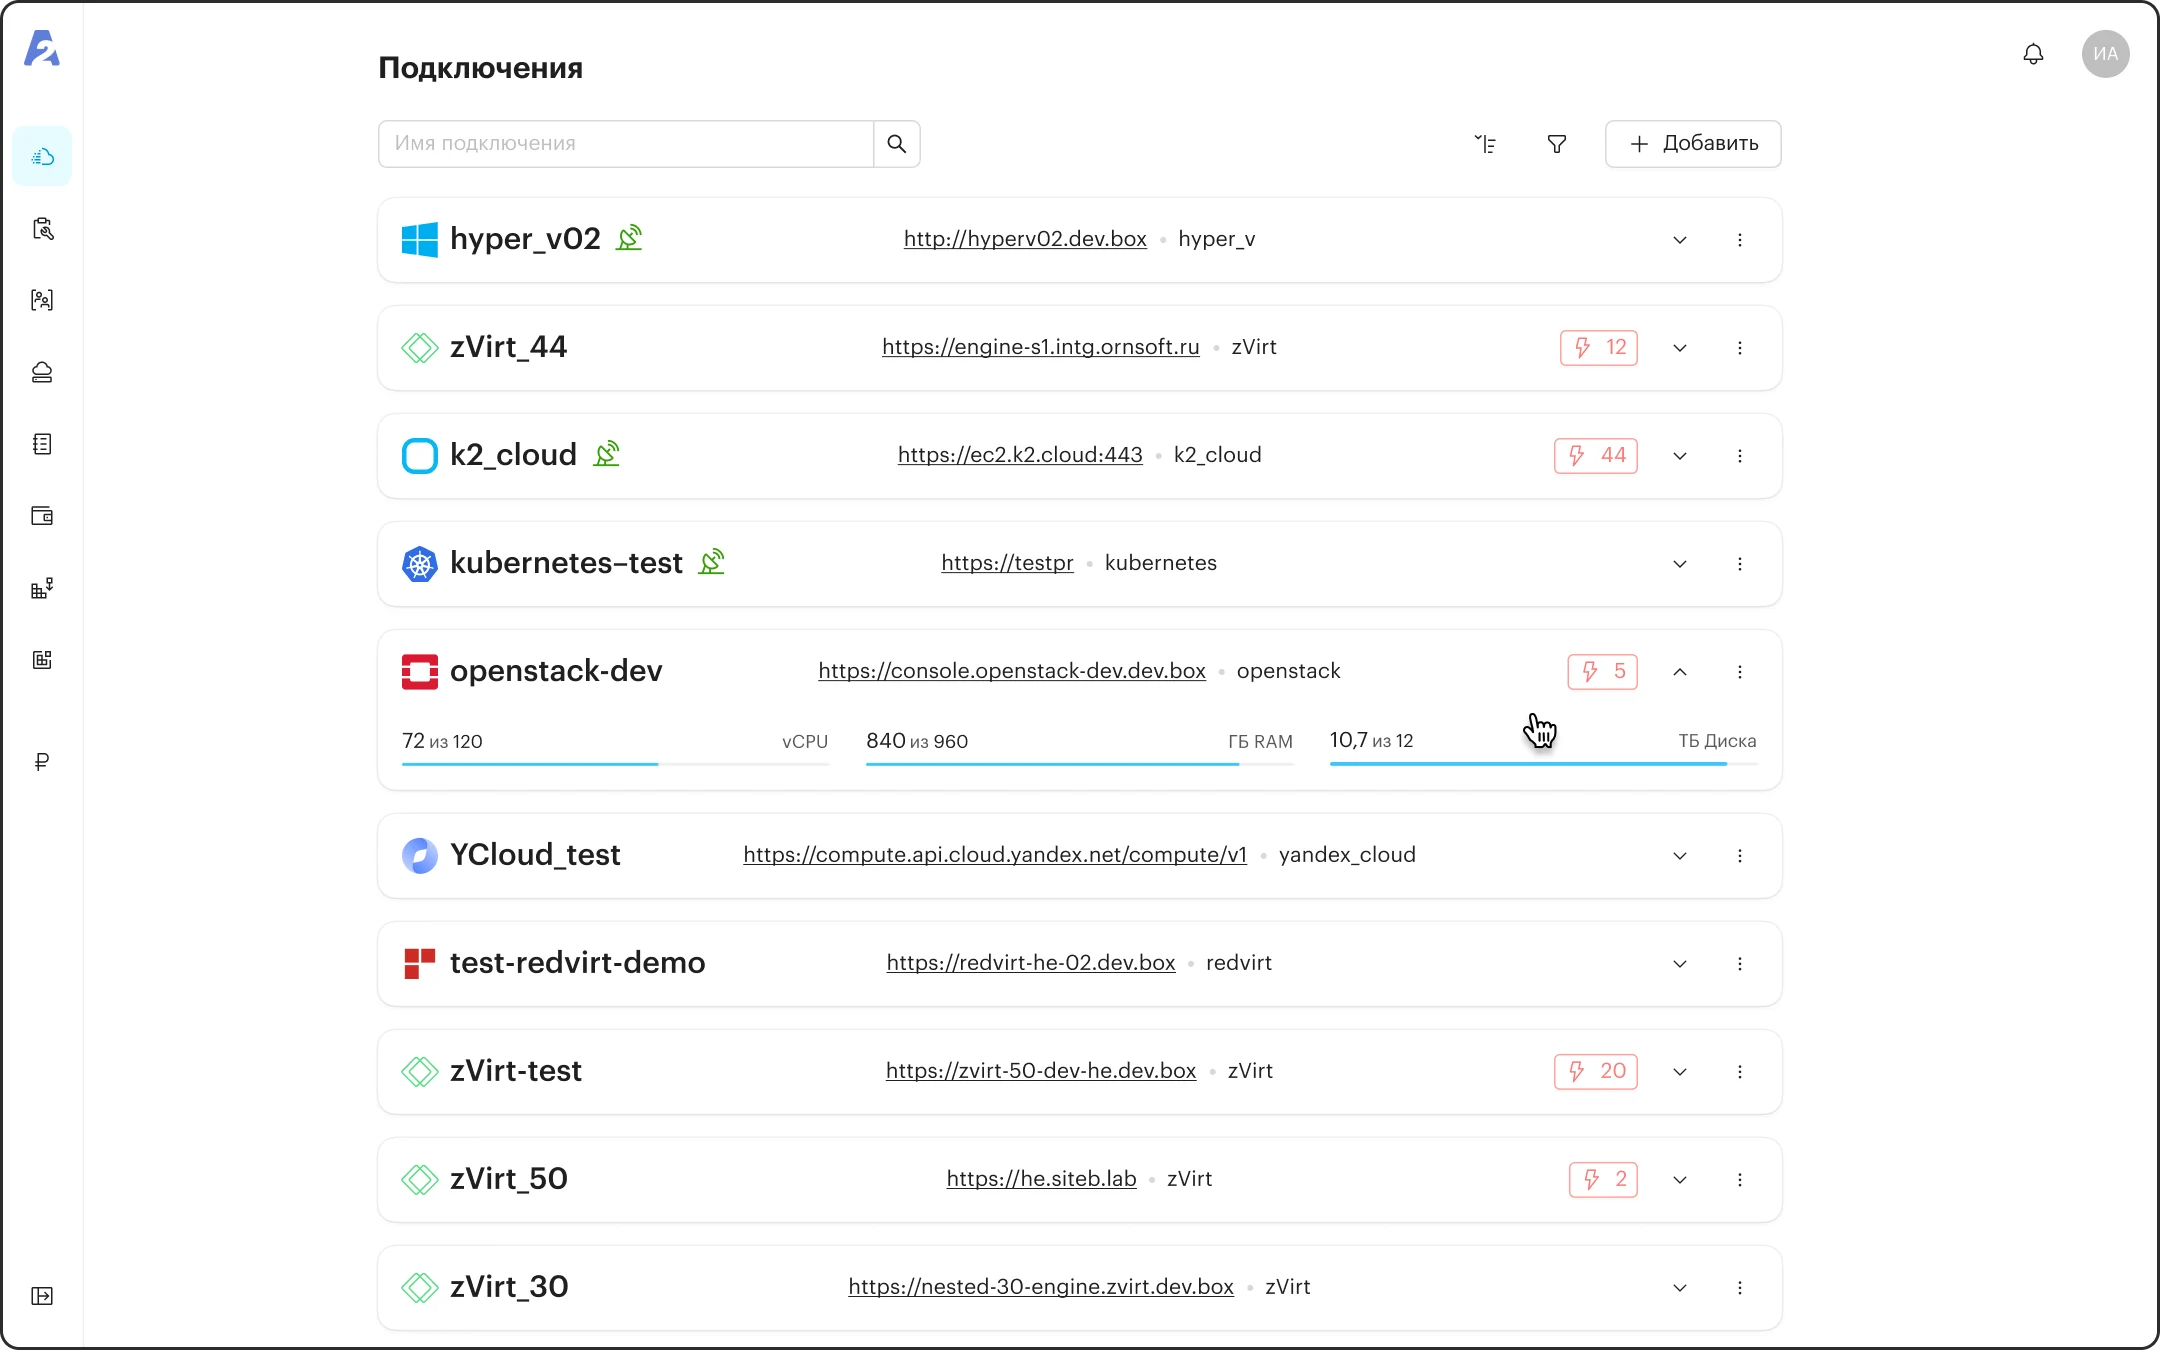 Подключения
ИА
Имя подключения
Добавить
hyper_v02 http://hyperv02.dev.box • hyper_v
zVirt_44 https://engine-s1.intg.ornsoft.ru • zVirt 12
k2_cloud https://ec2.k2.cloud:443 • k2_cloud 44
kubernetes–test https://testpr • kubernetes
openstack-dev https://console.openstack-dev.dev.box • openstack 5
72 из 120 vCPU 840 из 960 ГБ RAM 10,7 из 12 ТБ Диска
YCloud_test https://compute.api.cloud.yandex.net/compute/v1 • yandex_cloud
test-redvirt-demo https://redvirt-he-02.dev.box • redvirt
zVirt-test https://zvirt-50-dev-he.dev.box • zVirt 20
zVirt_50 https://he.siteb.lab • zVirt 2
zVirt_30 https://nested-30-engine.zvirt.dev.box • zVirt